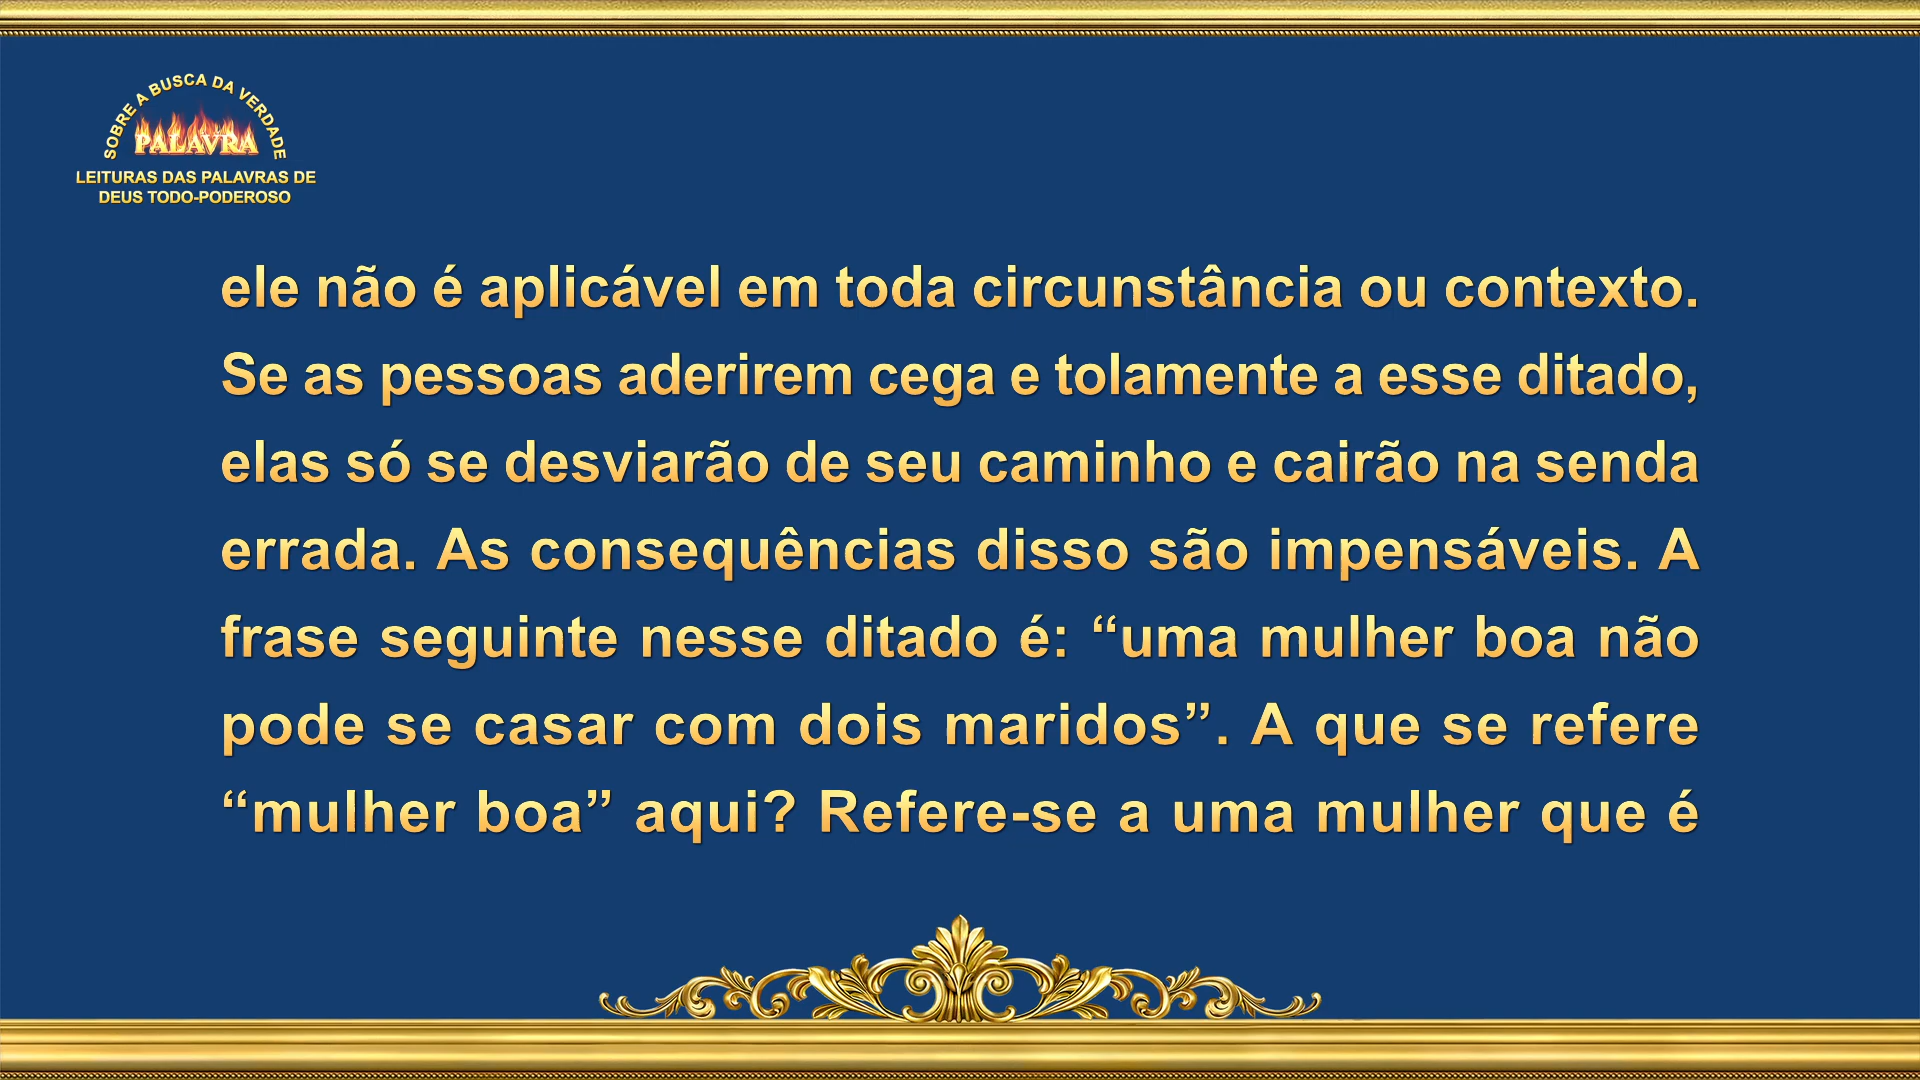 SOBRE A BUSCA DA VERDADE
PALAVRA
LEITURAS DAS PALAVRAS DE
DEUS TODO-PODEROSO
ele não é aplicável em toda circunstância ou contexto.
Se as pessoas aderirem cega e tolamente a esse ditado,
elas só se desviarão de seu caminho e cairão na senda
errada. As consequências disso são impensáveis. A
frase seguinte nesse ditado é: “uma mulher boa não
pode se casar com dois maridos”. A que se refere
“mulher boa” aqui? Refere-se a uma mulher que é